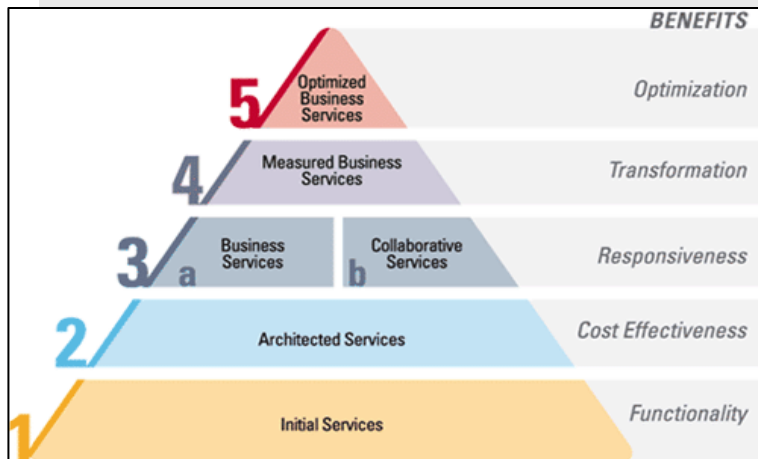 BENEFITS
5
Optimized
Business
Services
Optimization
4
Measured Business
Services
Transformation
3
a
Business
Services
b
Collaborative
Services
Responsiveness
2
Architected Services
Cost Effectiveness
1
Initial Services
Functionality